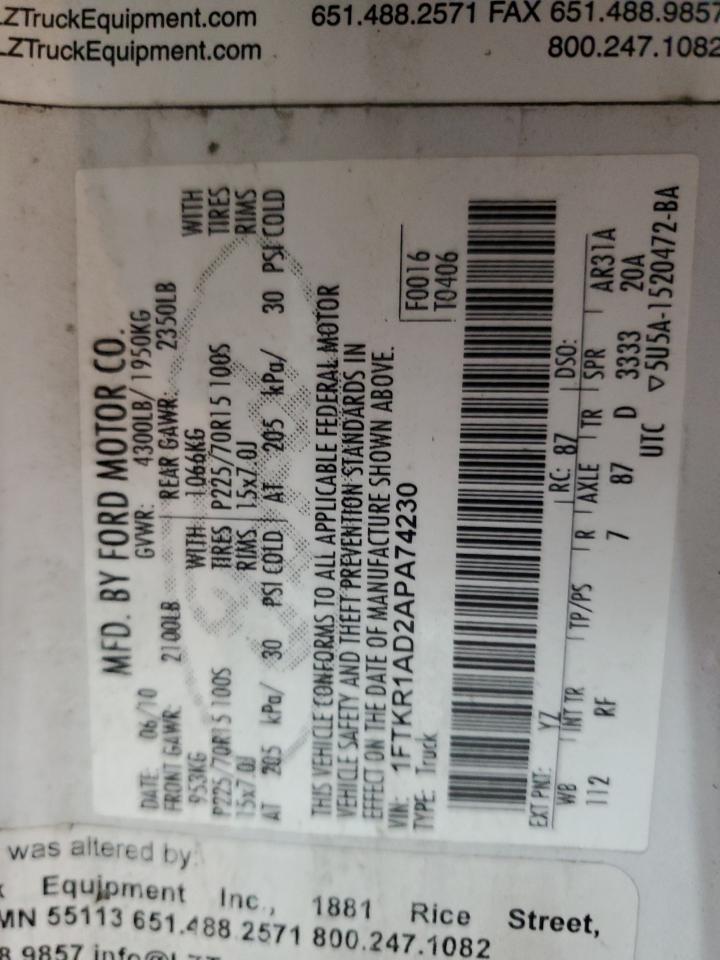 LZTruckEquipment.com 651.488.2571 FAX 651.488.9857
LZTruckEquipment.com 800.247.1082
MFD. BY FORD MOTOR CO.
DATE: 06/10 GVWR: 4300LB/ 1950KG
FRONT GAWR: 2100LB REAR GAWR: 2350LB
953KG WITH 1066KG WITH
P225/70R15 100S TIRES P225/70R15 100S TIRES
15x7.0J RIMS 15x7.0J RIMS
AT 205 kPa/ 30 PSI COLD AT 205 kPa/ 30 PSI COLD
THIS VEHICLE CONFORMS TO ALL APPLICABLE FEDERAL MOTOR
VEHICLE SAFETY AND THEFT PREVENTION STANDARDS IN
EFFECT ON THE DATE OF MANUFACTURE SHOWN ABOVE.
VIN: 1FTKR1AD2APA74230
TYPE: Truck
F0016
T0406
EXT PNT: YZ RC: 87 DSO:
WB INT TR TP/PS R AXLE TR SPR AR31A
112 RF 7 87 D 3333 20A
UTC ▽5U5A-1520472-BA
was altered by:
Equipment Inc., 1881 Rice Street,
MN 55113 651.488.2571 800.247.1082
9857